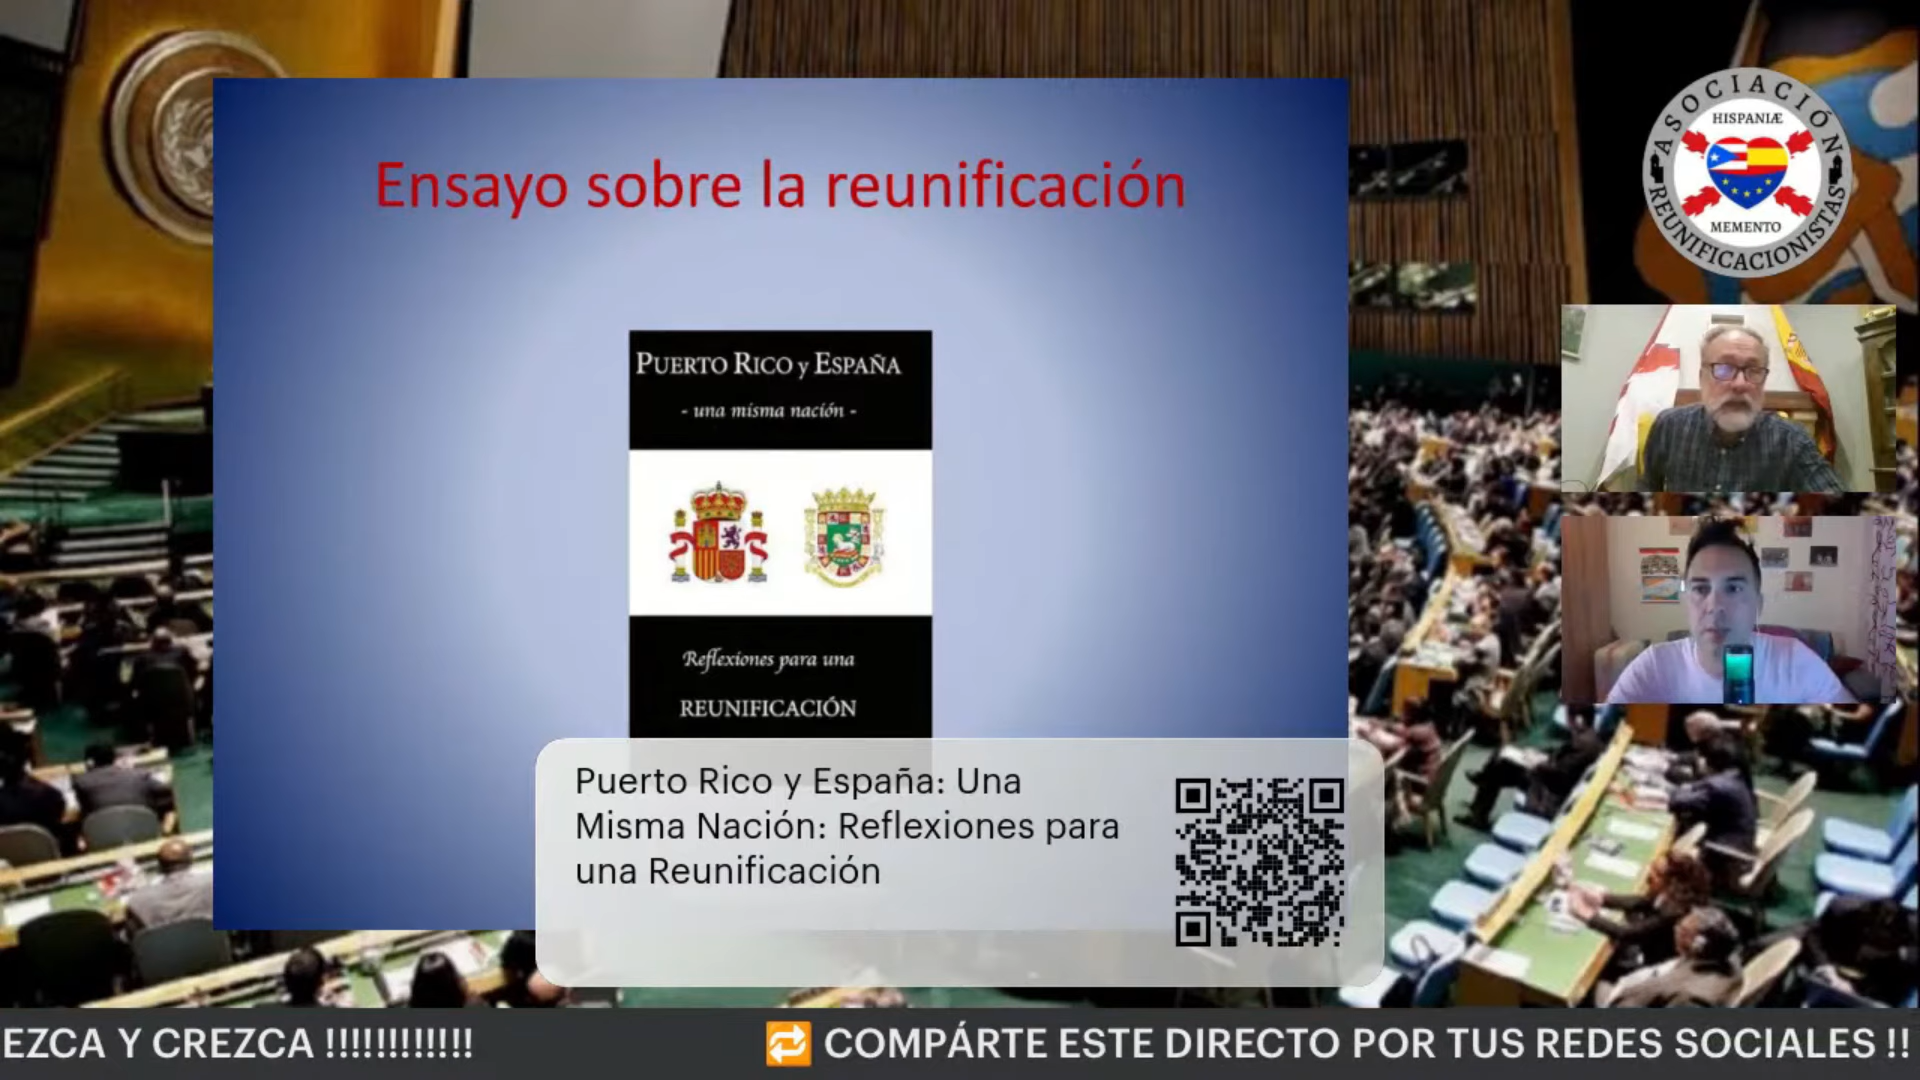 Ensayo sobre la reunificación
PUERTO RICO y ESPAÑA
- una misma nación -
Reflexiones para una
REUNIFICACIÓN
Puerto Rico y España: Una
Misma Nación: Reflexiones para
una Reunificación
ASOCIACIÓN
HISPANIÆ
MEMENTO
REUNIFICACIONISTAS
EZCA Y CREZCA !!!!!!!!!!!!
🔁 COMPÁRTE ESTE DIRECTO POR TUS REDES SOCIALES !!